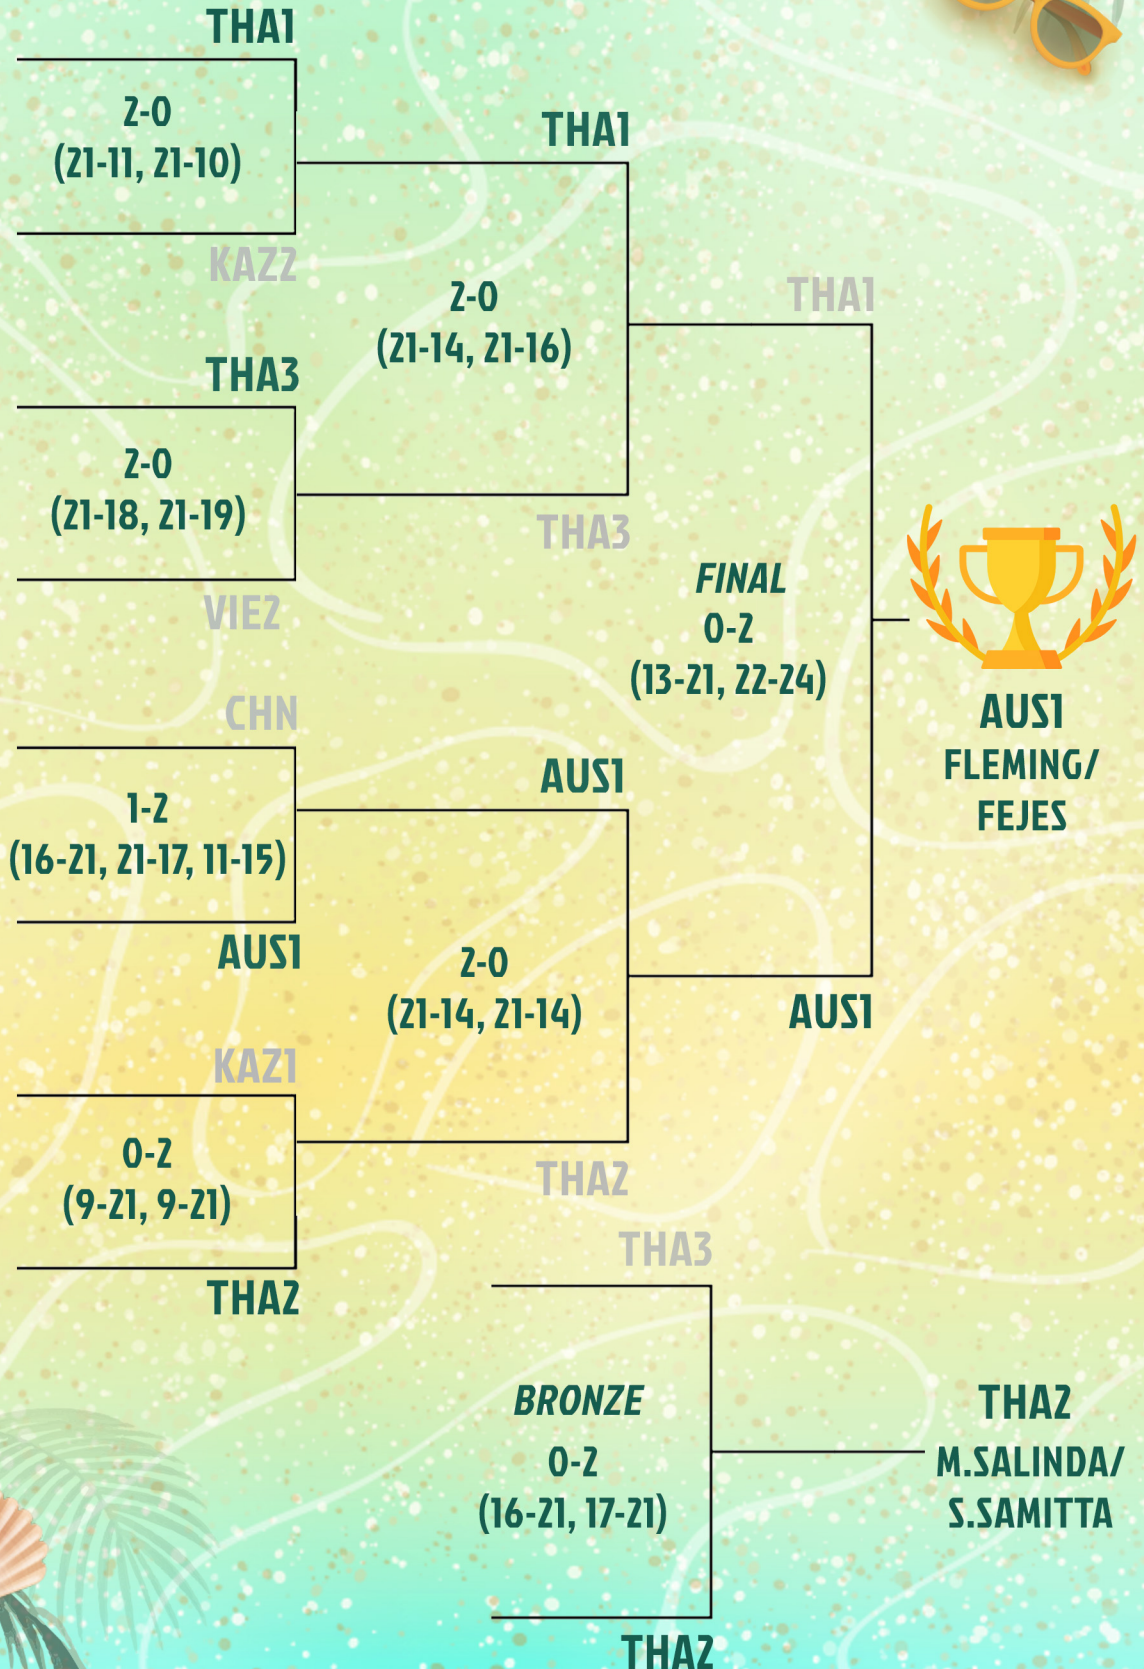 THA1
2-0
(21-11, 21-10)
KAZ2
THA3
2-0
(21-18, 21-19)
VIE2
CHN
1-2
(16-21, 21-17, 11-15)
AUS1
KAZ1
0-2
(9-21, 9-21)
THA2
THA1
2-0
(21-14, 21-16)
THA3
AUS1
2-0
(21-14, 21-14)
THA2
THA1
FINAL
0-2
(13-21, 22-24)
AUS1
AUS1
FLEMING/
FEJES
THA3
BRONZE
0-2
(16-21, 17-21)
THA2
THA2
M.SALINDA/
S.SAMITTA